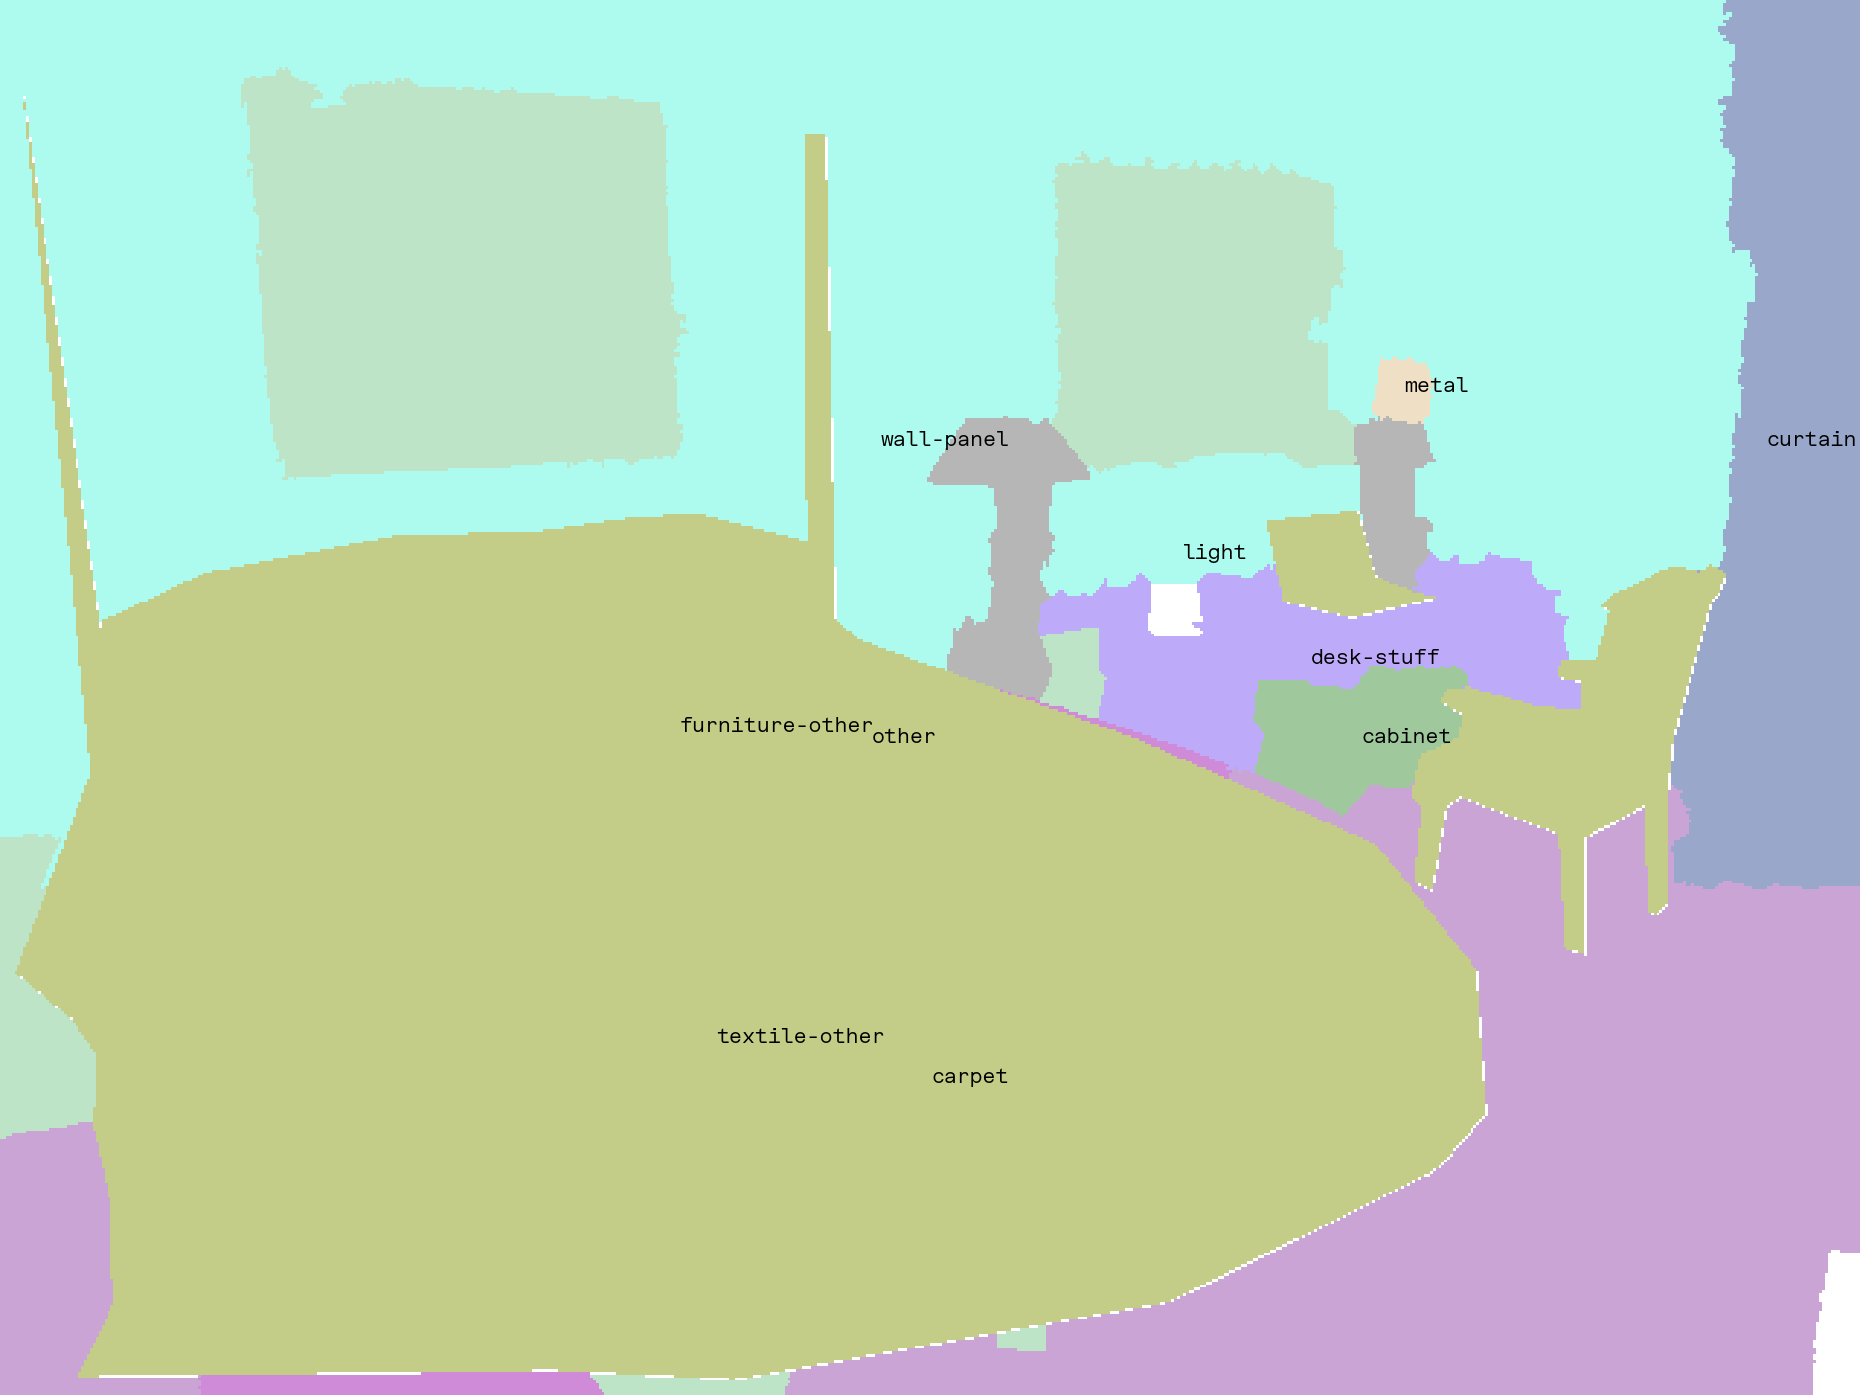 metal
wall-panel
curtain
light
desk-stuff
furniture-other
other
cabinet
textile-other
carpet